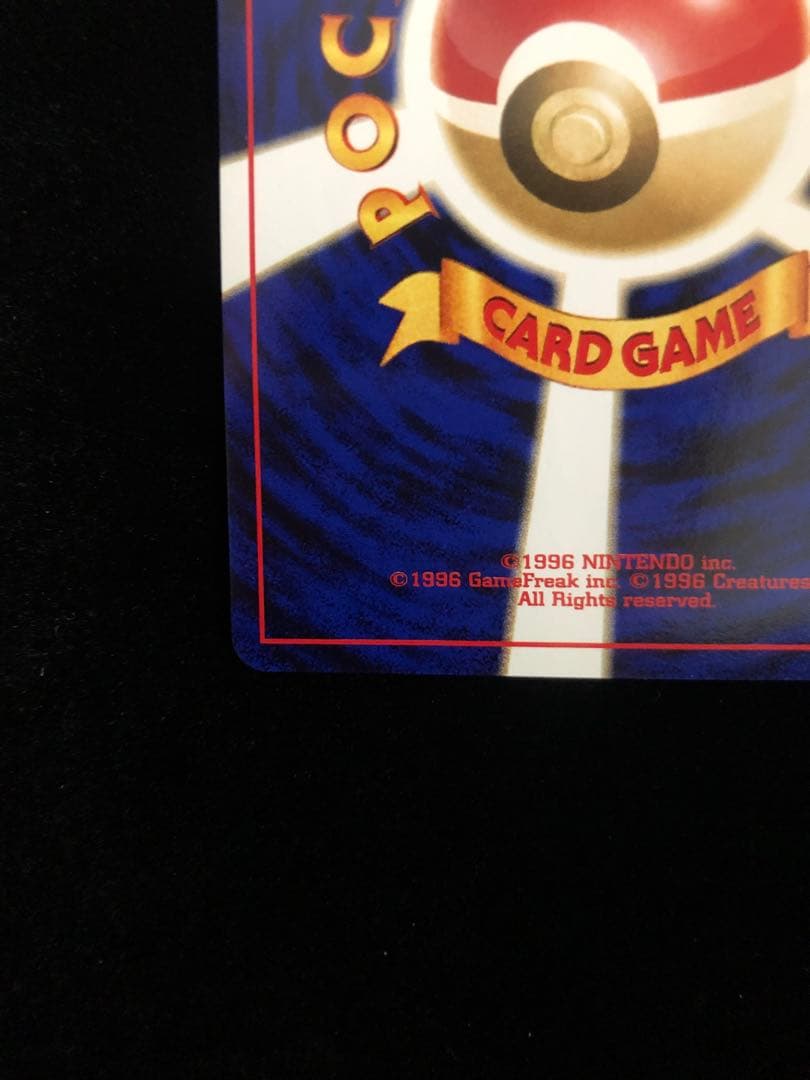 POC
CARD GAME
©1996 NINTENDO inc.
©1996 GameFreak inc. ©1996 Creatures
All Rights reserved.